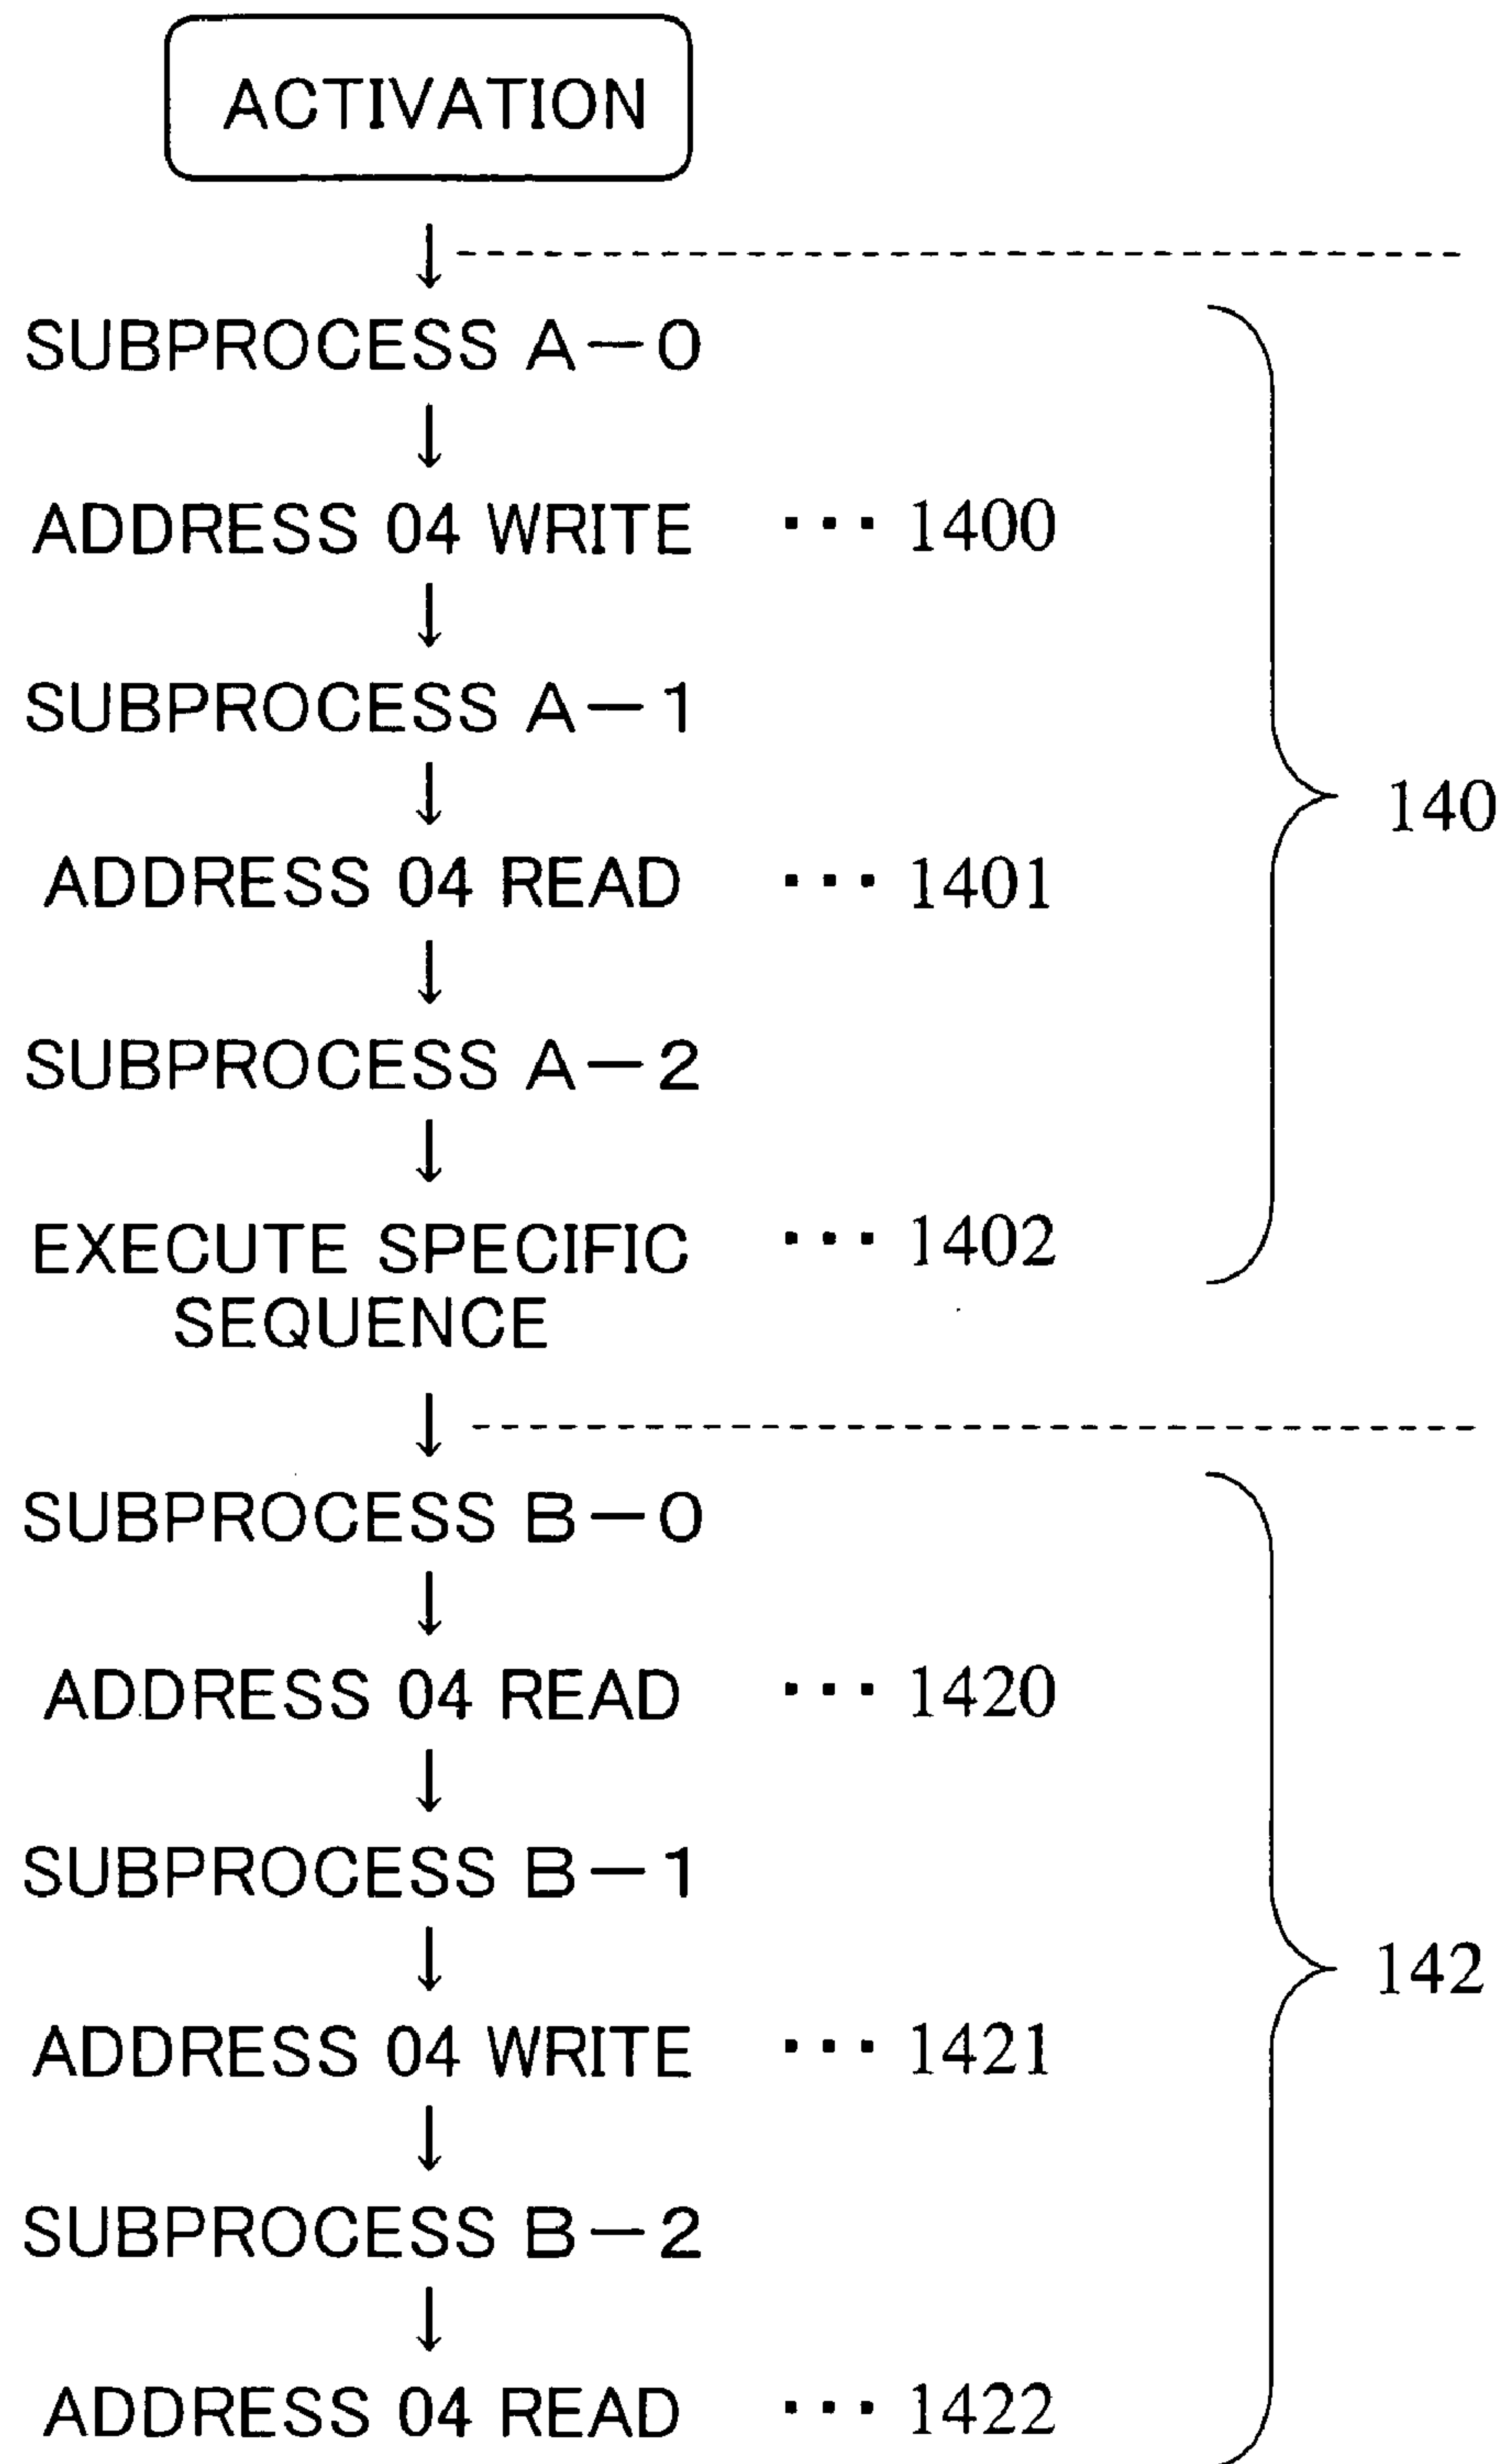 ACTIVATION
SUBPROCESS A—0
ADDRESS 04 WRITE ··· 1400
SUBPROCESS A—1
140
ADDRESS 04 READ ··· 1401
SUBPROCESS A—2
EXECUTE SPECIFIC ··· 1402
SEQUENCE
SUBPROCESS B—0
ADDRESS 04 READ ··· 1420
SUBPROCESS B—1
142
ADDRESS 04 WRITE ··· 1421
SUBPROCESS B—2
ADDRESS 04 READ ··· 1422